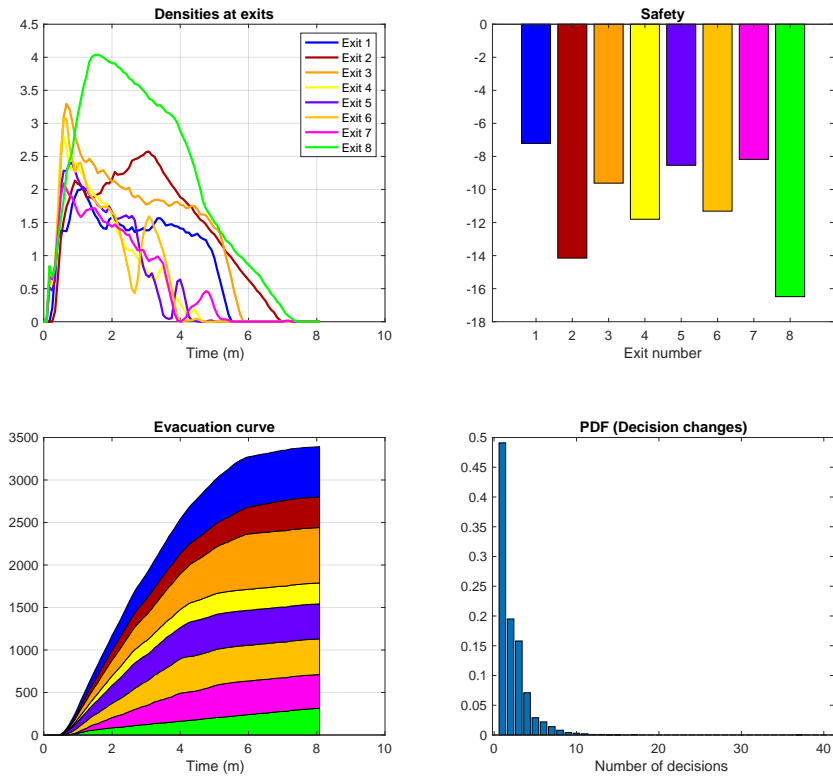 Densities at exits
4.5
4
3.5
3
2.5
2
1.5
1
0.5
0
0 2 4 6 8 10
Time (m)
Exit 1
Exit 2
Exit 3
Exit 4
Exit 5
Exit 6
Exit 7
Exit 8
Safety
0
-2
-4
-6
-8
-10
-12
-14
-16
-18
1 2 3 4 5 6 7 8
Exit number
Evacuation curve
3500
3000
2500
2000
1500
1000
500
0
0 2 4 6 8 10
Time (m)
PDF (Decision changes)
0.5
0.45
0.4
0.35
0.3
0.25
0.2
0.15
0.1
0.05
0
0 10 20 30 40
Number of decisions